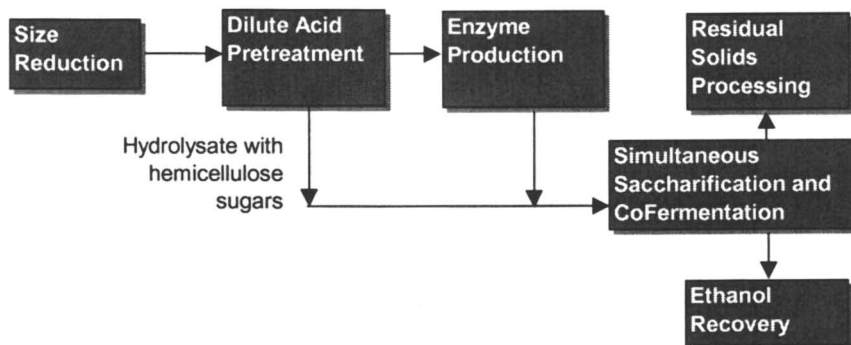 Size
Reduction
Dilute Acid
Pretreatment
Enzyme
Production
Residual
Solids
Processing
Hydrolysate with
hemicellulose
sugars
Simultaneous
Saccharification and
CoFermentation
Ethanol
Recovery